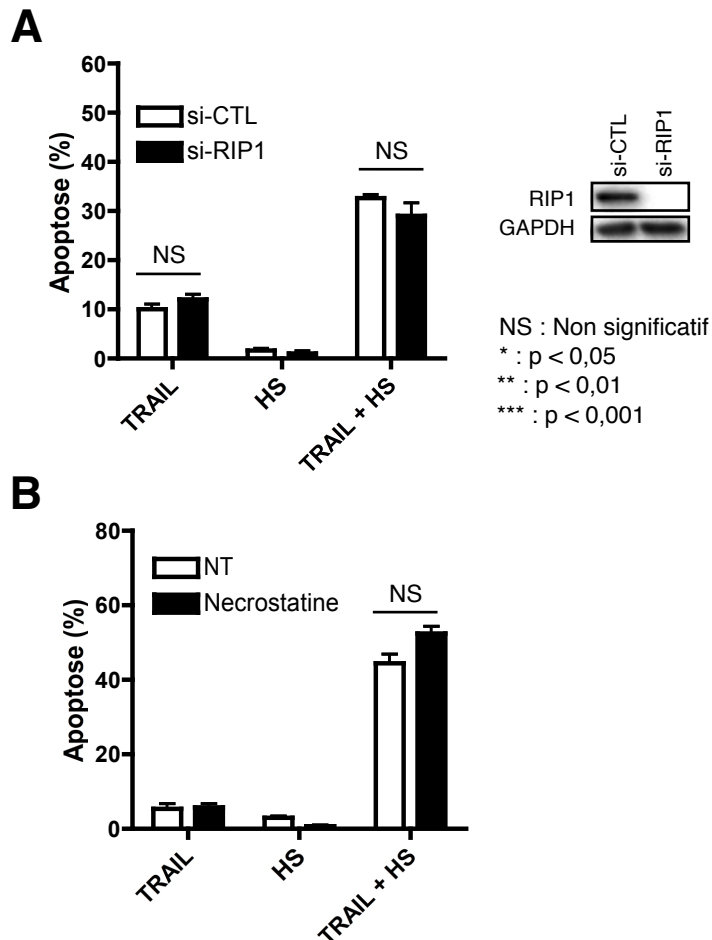 A
60
50
40
30
20
10
0
Apoptose (%)
si-CTL
si-RIP1
NS
NS
TRAIL
HS
TRAIL + HS
si-CTL
si-RIP1
RIP1
GAPDH
NS : Non significatif
* : p < 0,05
** : p < 0,01
*** : p < 0,001
B
80
60
40
20
0
Apoptose (%)
NT
Necrostatine
NS
TRAIL
HS
TRAIL + HS